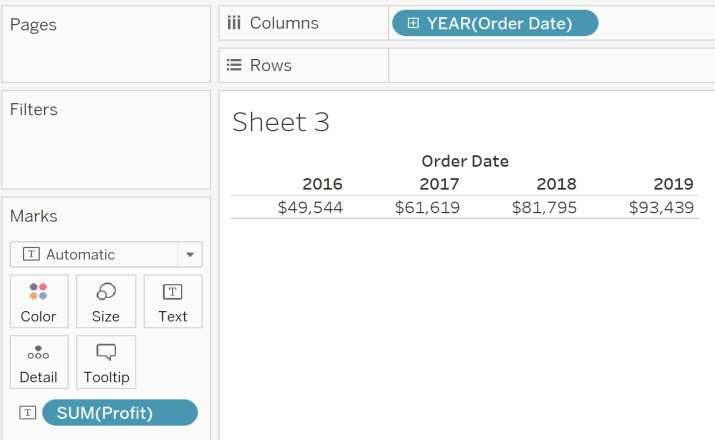 Pages
Columns
YEAR(Order Date)
Rows
Filters
Sheet 3
Order Date
2016 2017 2018 2019
$49,544 $61,619 $81,795 $93,439
Marks
T Automatic
Color Size T Text
Detail Tooltip
T SUM(Profit)